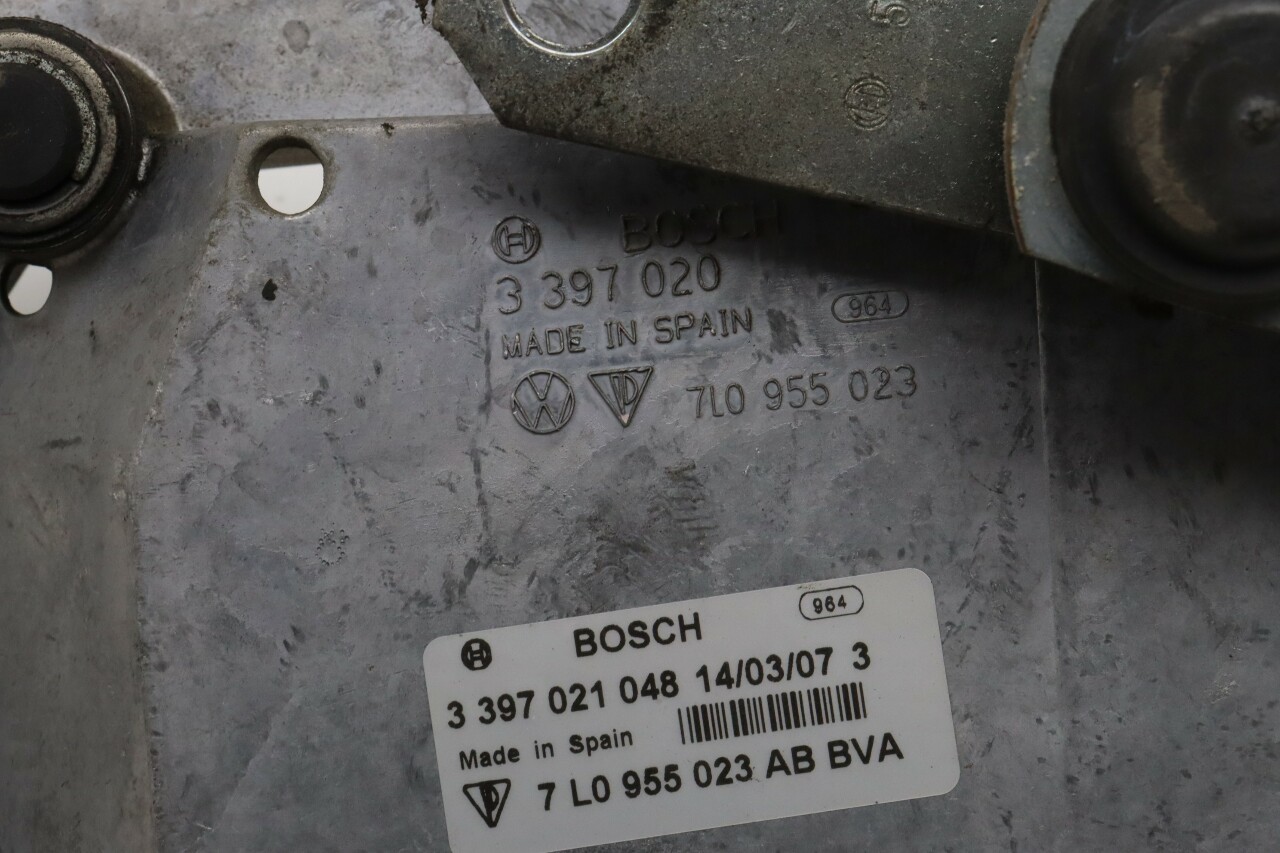 5
BOSCH
3 397 020
MADE IN SPAIN
964
7L0 955 023
964
BOSCH
3 397 021 048 14/03/07 3
Made in Spain
7 L0 955 023 AB BVA